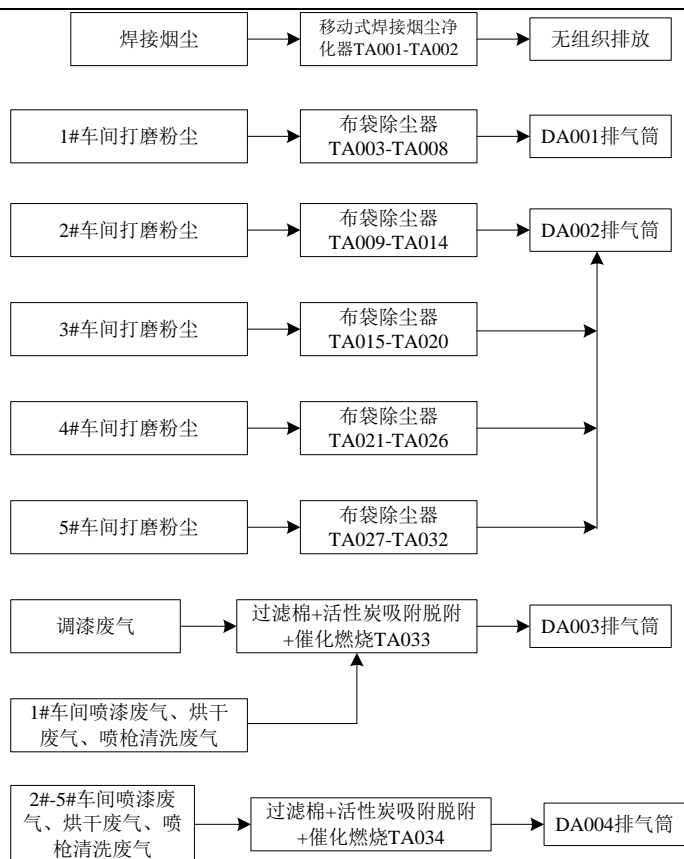 焊接烟尘
移动式焊接烟尘净
化器TA001-TA002
无组织排放
1#车间打磨粉尘
布袋除尘器
TA003-TA008
DA001排气筒
2#车间打磨粉尘
布袋除尘器
TA009-TA014
DA002排气筒
3#车间打磨粉尘
布袋除尘器
TA015-TA020
4#车间打磨粉尘
布袋除尘器
TA021-TA026
5#车间打磨粉尘
布袋除尘器
TA027-TA032
调漆废气
过滤棉+活性炭吸附脱附
+催化燃烧TA033
DA003排气筒
1#车间喷漆废气、烘干
废气、喷枪清洗废气
2#-5#车间喷漆废
气、烘干废气、喷
枪清洗废气
过滤棉+活性炭吸附脱附
+催化燃烧TA034
DA004排气筒